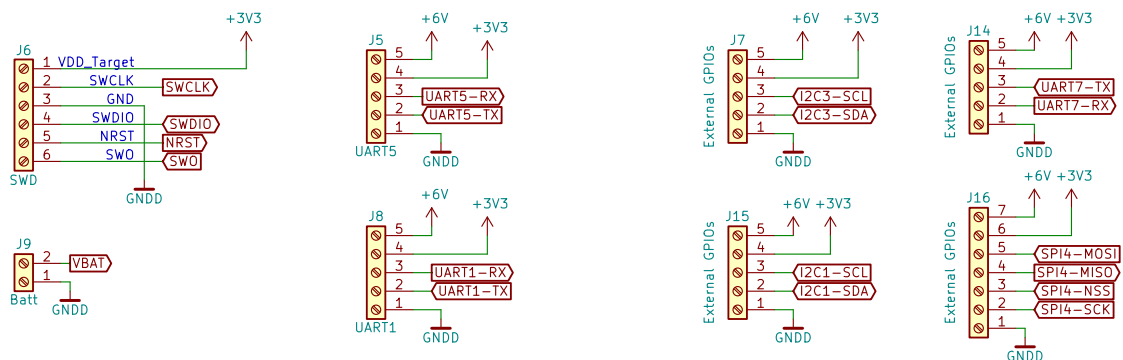 J6
+3V3
1 VDD_Target
2 SWCLK SWCLK
3 GND
4 SWDIO SWDIO
5 NRST NRST
6 SWO SWO
SWD
GNDD
J5
+6V
+3V3
5
4
3 UART5-RX
2 UART5-TX
1
UART5
GNDD
J7
External GPIOs
+6V
+3V3
5
4
3 I2C3-SCL
2 I2C3-SDA
1
GNDD
J14
External GPIOs
+6V +3V3
5
4
3 UART7-TX
2 UART7-RX
1
GNDD
J9
2 VBAT
1
Batt
GNDD
J8
+6V
+3V3
5
4
3 UART1-RX
2 UART1-TX
1
UART1
GNDD
J15
External GPIOs
+6V +3V3
5
4
3 I2C1-SCL
2 I2C1-SDA
1
GNDD
J16
External GPIOs
+6V +3V3
7
6
5 SPI4-MOSI
4 SPI4-MISO
3 SPI4-NSS
2 SPI4-SCK
1
GNDD